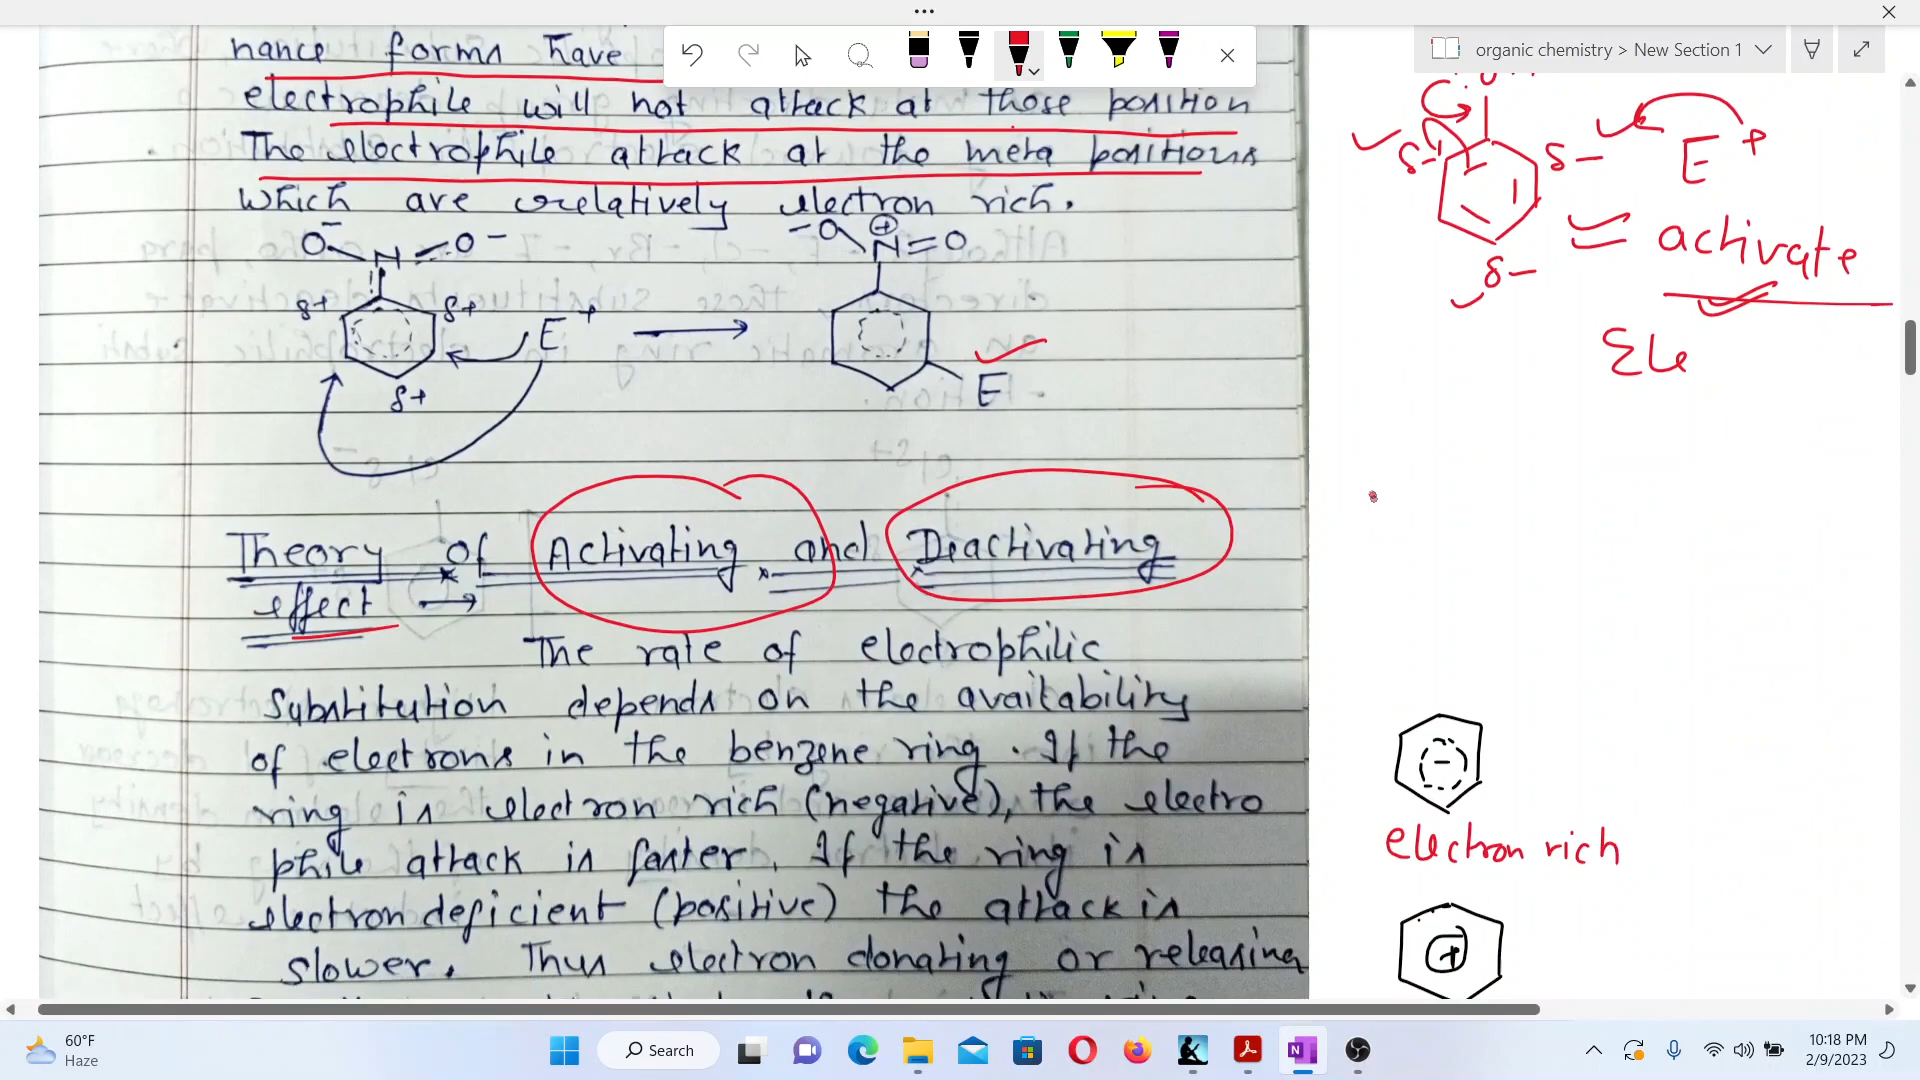 organic chemistry > New Section 1
nance forms have
electrophile will not attack at those position
The electrophile attack at the meta positions
which are relatively electron rich.
O- N =O-
-O N⊕ =O
δ+ δ+ E+ →
δ+ E
Theory of Activating and Deactivating
effect →
The rate of electrophilic
Substitution depends on the availability
of electrons in the benzene ring. If the
ring is electron rich (negative), the electro
phile attack is faster. If the ring is
electron deficient (positive) the attack is
slower. Thus electron donating or releasing
δ- δ- E+
δ-
activate
Ele
-
electron rich
+
60°F
Haze
Search
10:18 PM
2/9/2023